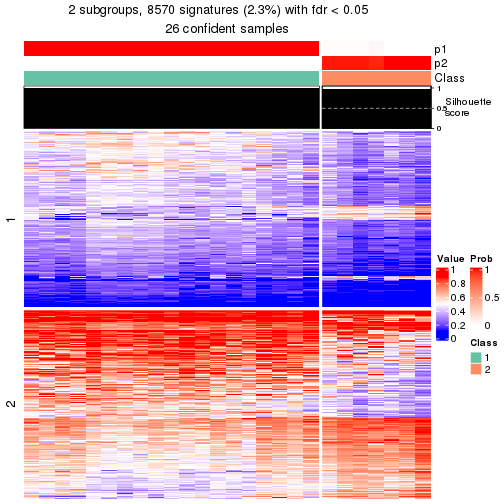 2 subgroups, 8570 signatures (2.3%) with fdr < 0.05
26 confident samples
p1
p2
Class
1
0.5
0
Silhouette
score
1
2
Value
1
0.8
0.6
0.4
0.2
0
Prob
1
0.5
0
Class
1
2